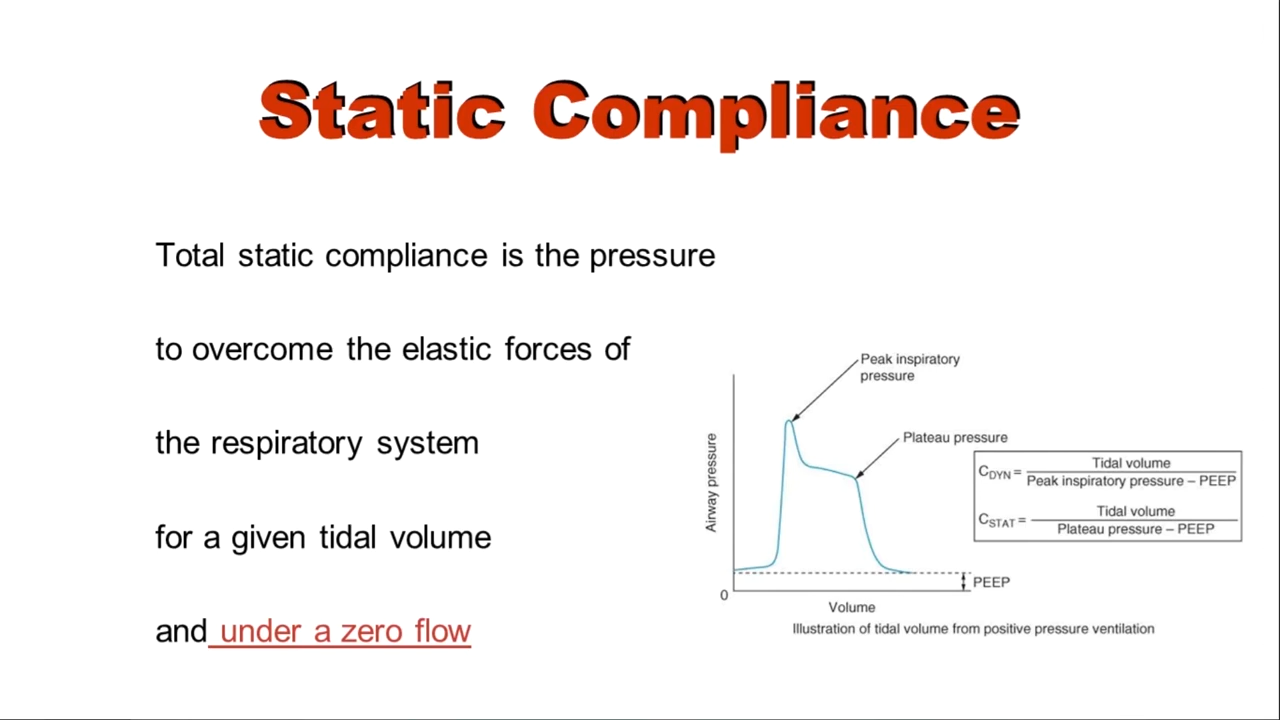 Static Compliance
Total static compliance is the pressure
to overcome the elastic forces of
the respiratory system
for a given tidal volume
and under a zero flow
Peak inspiratory
pressure
Plateau pressure
Airway pressure
C_DYN = Tidal volume / Peak inspiratory pressure – PEEP
C_STAT = Tidal volume / Plateau pressure – PEEP
PEEP
0
Volume
Illustration of tidal volume from positive pressure ventilation